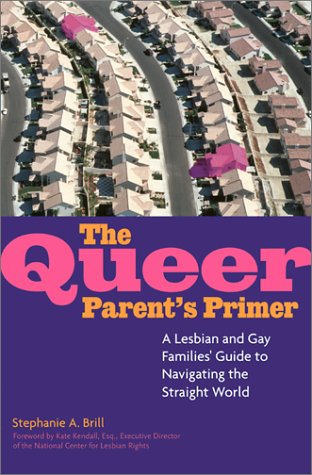 The
Queer
Parent's Primer
A Lesbian and Gay
Families' Guide to
Navigating the
Straight World
Stephanie A. Brill
Foreword by Kate Kendall, Esq., Executive Director
of the National Center for Lesbian Rights